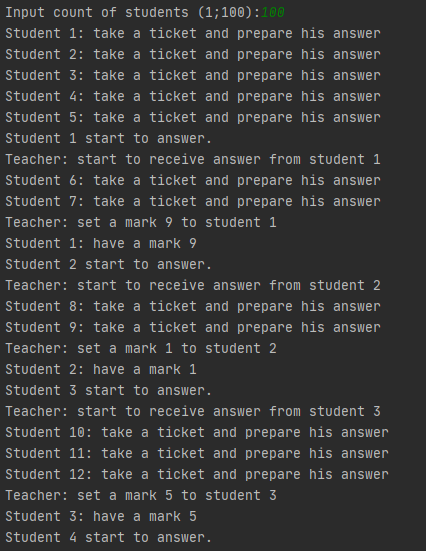 Input count of students (1;100):100
Student 1: take a ticket and prepare his answer
Student 2: take a ticket and prepare his answer
Student 3: take a ticket and prepare his answer
Student 4: take a ticket and prepare his answer
Student 5: take a ticket and prepare his answer
Student 1 start to answer.
Teacher: start to receive answer from student 1
Student 6: take a ticket and prepare his answer
Student 7: take a ticket and prepare his answer
Teacher: set a mark 9 to student 1
Student 1: have a mark 9
Student 2 start to answer.
Teacher: start to receive answer from student 2
Student 8: take a ticket and prepare his answer
Student 9: take a ticket and prepare his answer
Teacher: set a mark 1 to student 2
Student 2: have a mark 1
Student 3 start to answer.
Teacher: start to receive answer from student 3
Student 10: take a ticket and prepare his answer
Student 11: take a ticket and prepare his answer
Student 12: take a ticket and prepare his answer
Teacher: set a mark 5 to student 3
Student 3: have a mark 5
Student 4 start to answer.